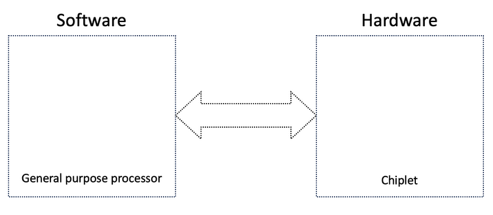 Software
Hardware
General purpose processor
Chiplet